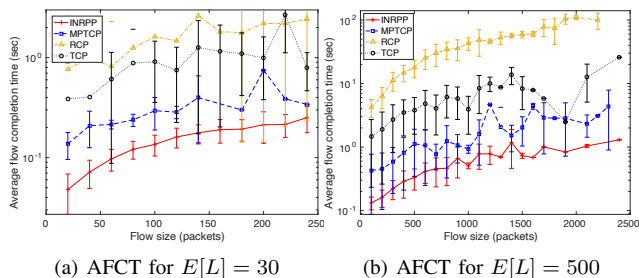 INRPP
MPTCP
RCP
TCP
10^0
10^-1
Average flow completion time (sec)
0 50 100 150 200 250
Flow size (packets)
(a) AFCT for E[L] = 30
INRPP
MPTCP
RCP
TCP
10^2
10^1
10^0
10^-1
Average flow completion time (sec)
0 500 1000 1500 2000 2500
Flow size (packets)
(b) AFCT for E[L] = 500